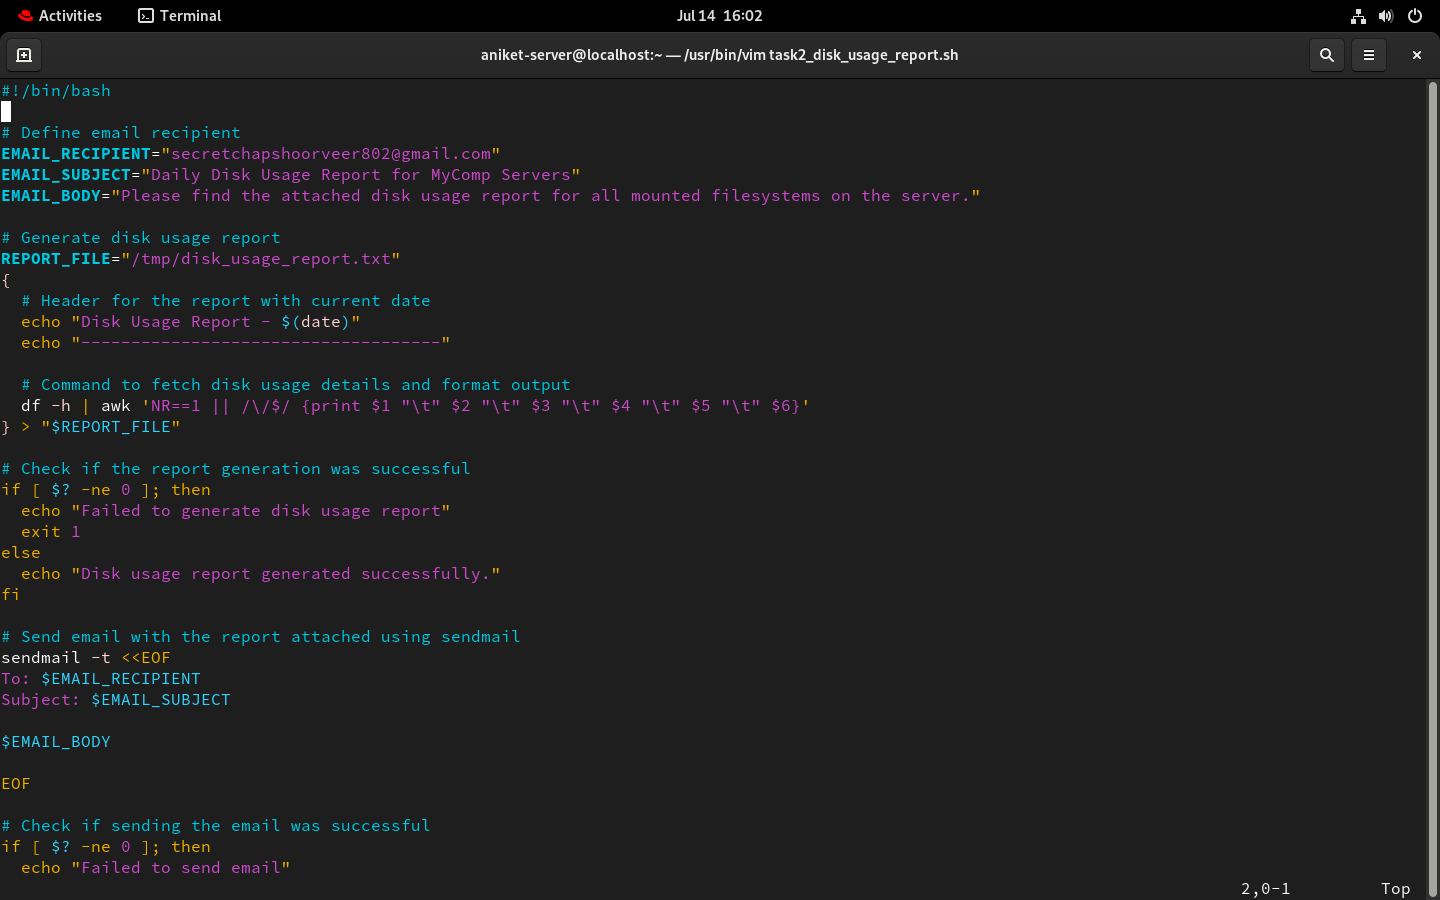 Activities Terminal Jul 14 16:02
aniket-server@localhost:~ — /usr/bin/vim task2_disk_usage_report.sh
#!/bin/bash

# Define email recipient
EMAIL_RECIPIENT="secretchapshoorveer802@gmail.com"
EMAIL_SUBJECT="Daily Disk Usage Report for MyComp Servers"
EMAIL_BODY="Please find the attached disk usage report for all mounted filesystems on the server."

# Generate disk usage report
REPORT_FILE="/tmp/disk_usage_report.txt"
{
  # Header for the report with current date
  echo "Disk Usage Report - $(date)"
  echo "------------------------------------"

  # Command to fetch disk usage details and format output
  df -h | awk 'NR==1 || /\/$/ {print $1 "\t" $2 "\t" $3 "\t" $4 "\t" $5 "\t" $6}'
} > "$REPORT_FILE"

# Check if the report generation was successful
if [ $? -ne 0 ]; then
  echo "Failed to generate disk usage report"
  exit 1
else
  echo "Disk usage report generated successfully."
fi

# Send email with the report attached using sendmail
sendmail -t <<EOF
To: $EMAIL_RECIPIENT
Subject: $EMAIL_SUBJECT

$EMAIL_BODY

EOF

# Check if sending the email was successful
if [ $? -ne 0 ]; then
  echo "Failed to send email"
2,0-1 Top